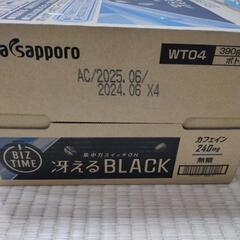 aSapporo
WT04
390g
ボト
AC/2025.06/
2024.06 X4
BIZ
TIME
集中力スイッチON
冴えるBLACK
カフェイン
240mg
無糖